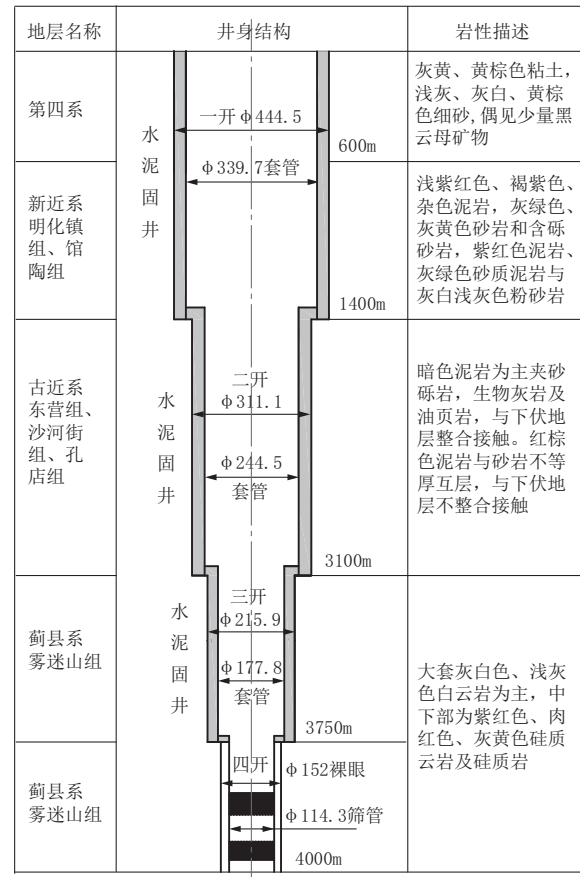 地层名称
井身结构
岩性描述
第四系
一开φ444.5
600m
灰黄、黄棕色粘土，
浅灰、灰白、黄棕
色细砂,偶见少量黑
云母矿物
水
泥
固
井
φ339.7套管
新近系
明化镇
组、馆
陶组
1400m
浅紫红色、褐紫色、
杂色泥岩，灰绿色、
灰黄色砂岩和含砾
砂岩，紫红色泥岩、
灰绿色砂质泥岩与
灰白浅灰色粉砂岩
古近系
东营组、
沙河街
组、孔
店组
水
泥
固
井
二开
φ311.1
φ244.5
套管
3100m
暗色泥岩为主夹砂
砾岩，生物灰岩及
油页岩，与下伏地
层整合接触。红棕
色泥岩与砂岩不等
厚互层，与下伏地
层不整合接触
蓟县系
雾迷山组
水
泥
固
井
三开
φ215.9
φ177.8
套管
3750m
大套灰白色、浅灰
色白云岩为主，中
下部为紫红色、肉
红色、灰黄色硅质
云岩及硅质岩
蓟县系
雾迷山组
四开
φ152裸眼
φ114.3筛管
4000m